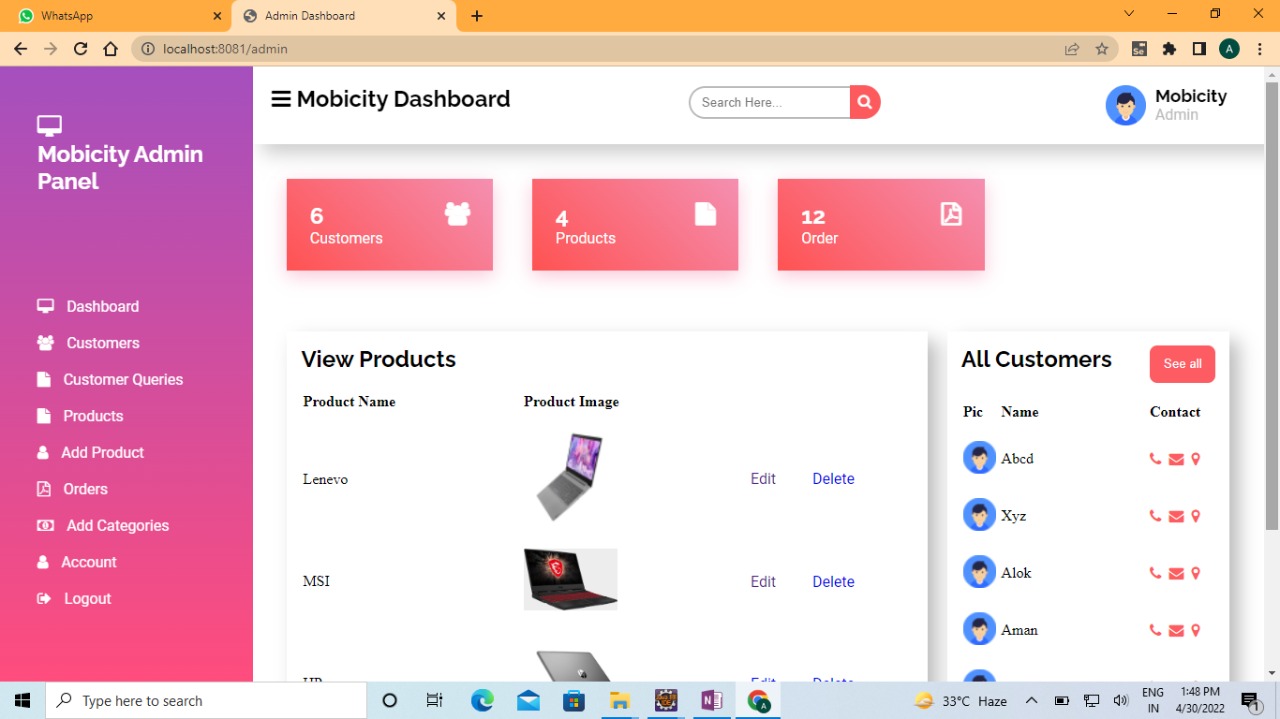 WhatsApp
Admin Dashboard
localhost:8081/admin
Se
A
Mobicity Admin
Panel
Dashboard
Customers
Customer Queries
Products
Add Product
Orders
Add Categories
Account
Logout
Mobicity Dashboard
Search Here...
Mobicity
Admin
6
Customers
4
Products
12
Order
View Products
Product Name Product Image
Lenevo Edit Delete
MSI Edit Delete
HP Edit Delete
All Customers See all
Pic Name Contact
Abcd
Xyz
Alok
Aman
Type here to search
33°C Haze
ENG
IN
1:48 PM
4/30/2022
1